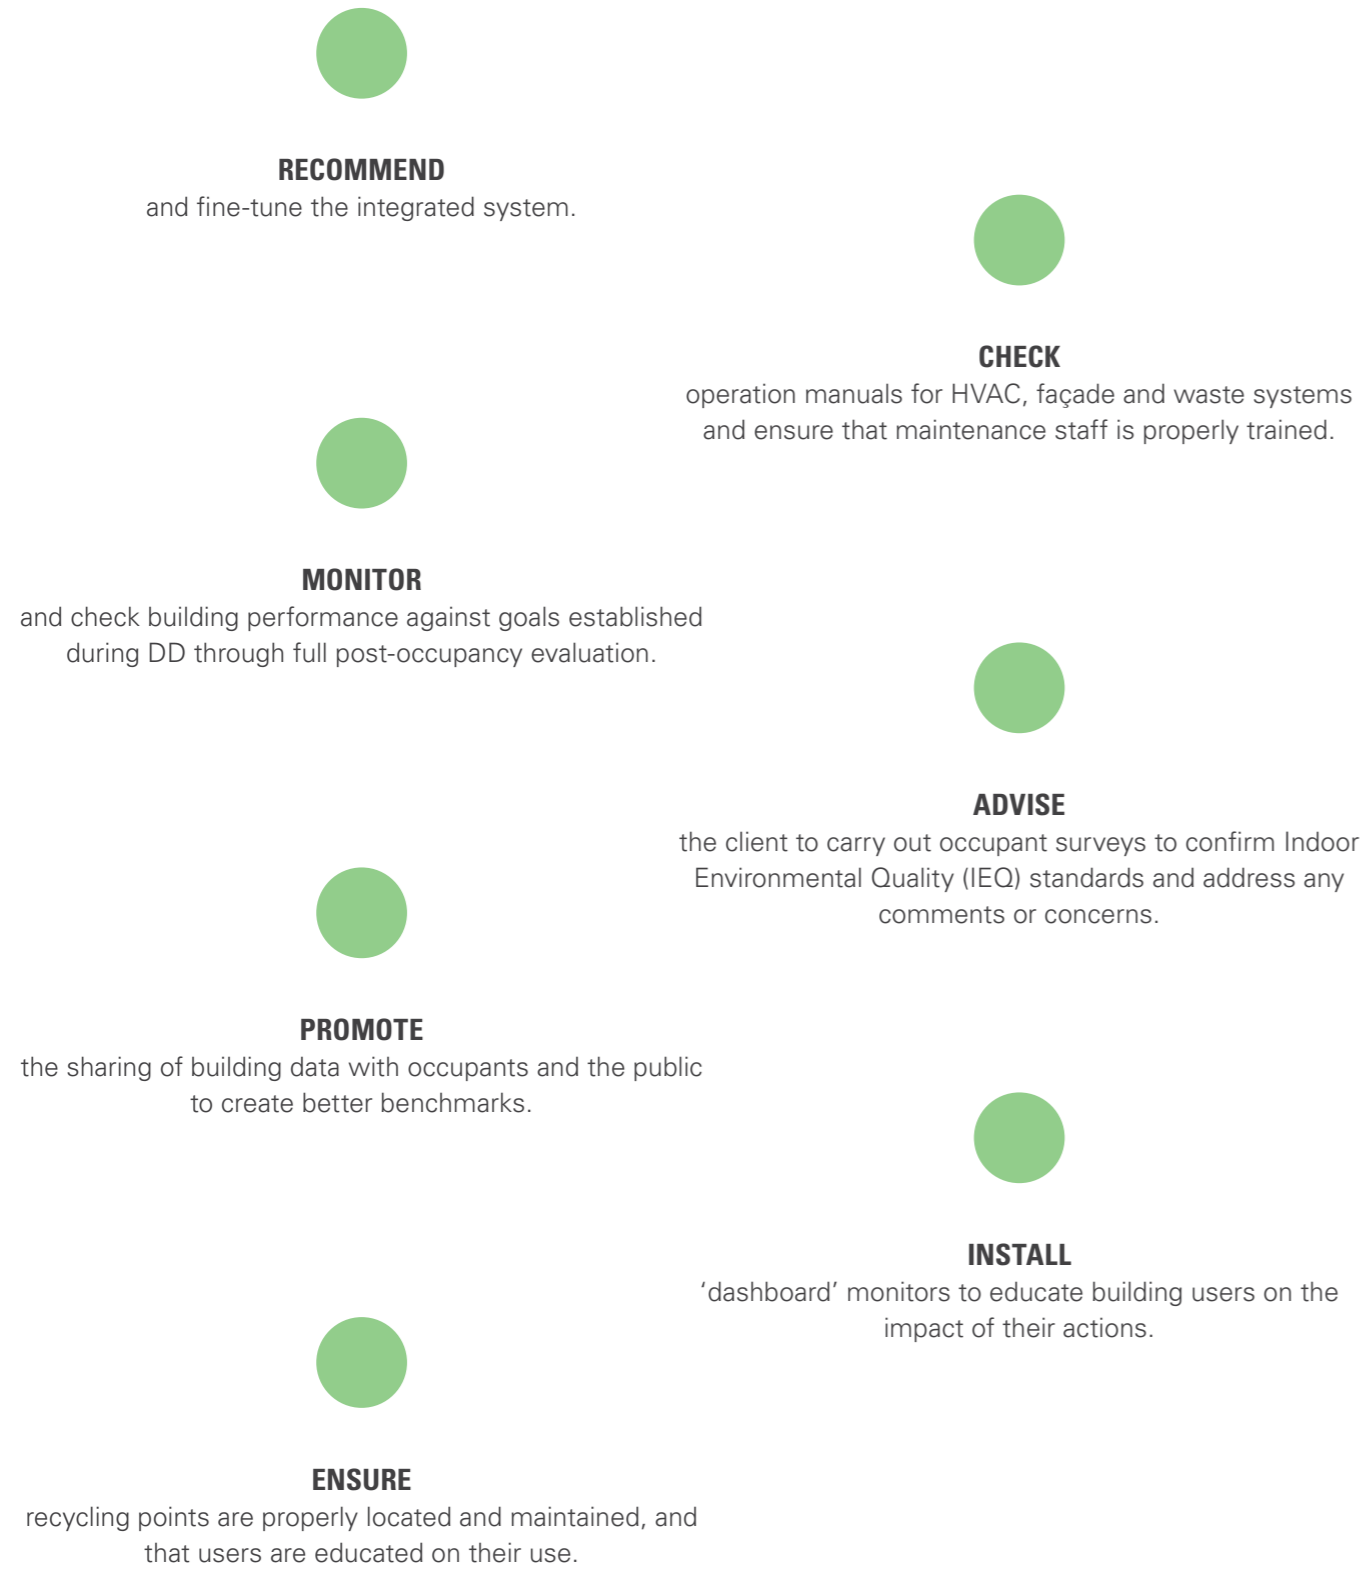 RECOMMEND
and fine-tune the integrated system.
CHECK
operation manuals for HVAC, façade and waste systems
and ensure that maintenance staff is properly trained.
MONITOR
and check building performance against goals established
during DD through full post-occupancy evaluation.
ADVISE
the client to carry out occupant surveys to confirm Indoor
Environmental Quality (IEQ) standards and address any
comments or concerns.
PROMOTE
the sharing of building data with occupants and the public
to create better benchmarks.
INSTALL
‘dashboard’ monitors to educate building users on the
impact of their actions.
ENSURE
recycling points are properly located and maintained, and
that users are educated on their use.